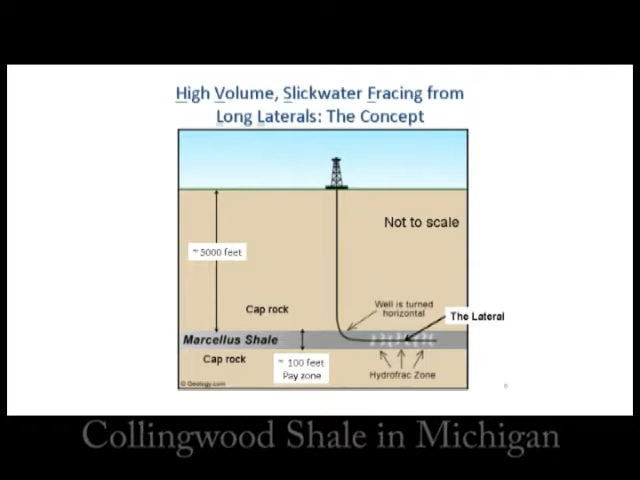 High Volume, Slickwater Fracing from
Long Laterals: The Concept
Not to scale
~ 5000 feet
Cap rock
Well is turned
horizontal
The Lateral
Marcellus Shale
Cap rock
~ 100 feet
Pay zone
Hydrofrac Zone
© Geology.com
Collingwood Shale in Michigan